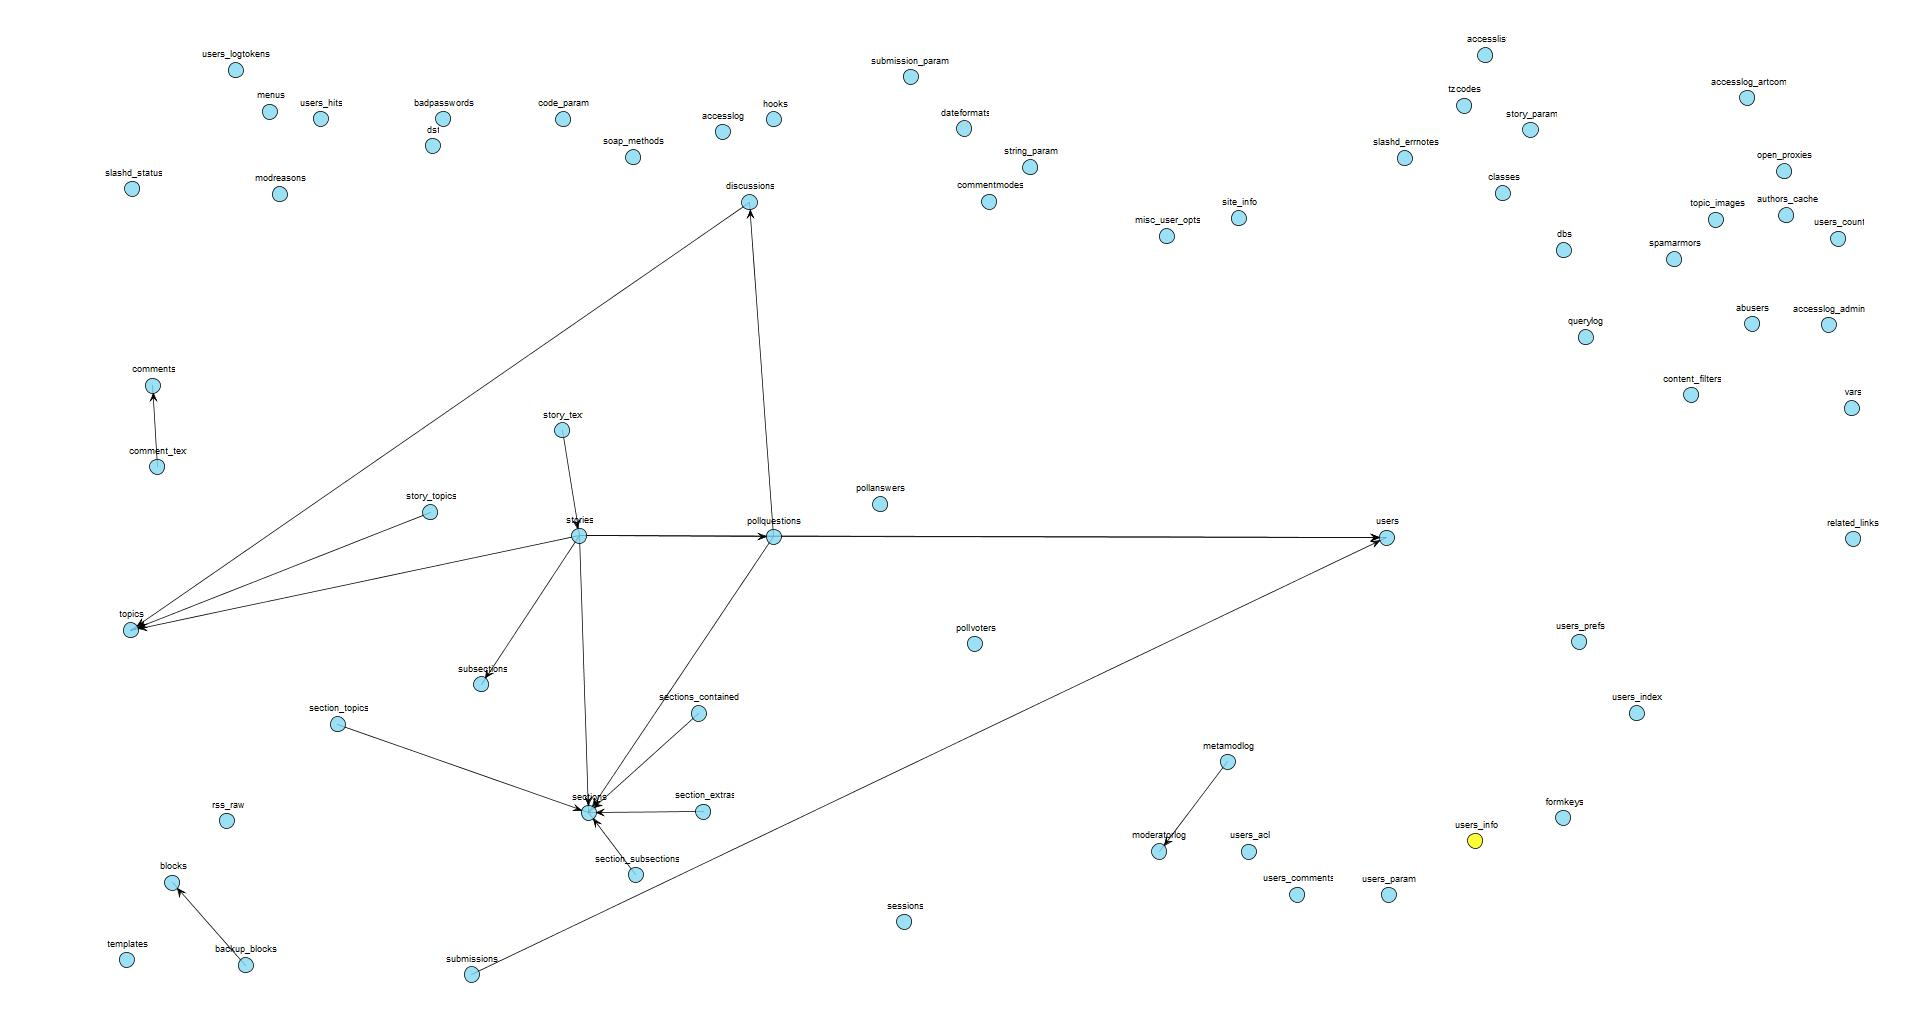 accesslis
users_logtokens
submission_param
accesslog_artcom
tzcodes
menus
users_hits
badpasswords
code_param
hooks
accesslog
dateformats
story_param
dst
soap_methods
slashd_errnotes
string_param
open_proxies
slashd_status
modreasons
classes
discussions
commentmodes
authors_cache
topic_images
site_info
misc_user_opts
users_count
dbs
spamarmors
abusers
accesslog_admin
querylog
comments
content_filters
vars
story_tex
comment_tex
pollanswers
story_topics
stories
pollquestions
users
related_links
topics
pollvoters
users_prefs
subsections
sections_contained
users_index
section_topics
metamodlog
section_extras
sections
formkeys
rss_raw
users_info
moderatorlog
users_acl
section_subsections
blocks
users_comments
users_param
sessions
templates
backup_blocks
submissions